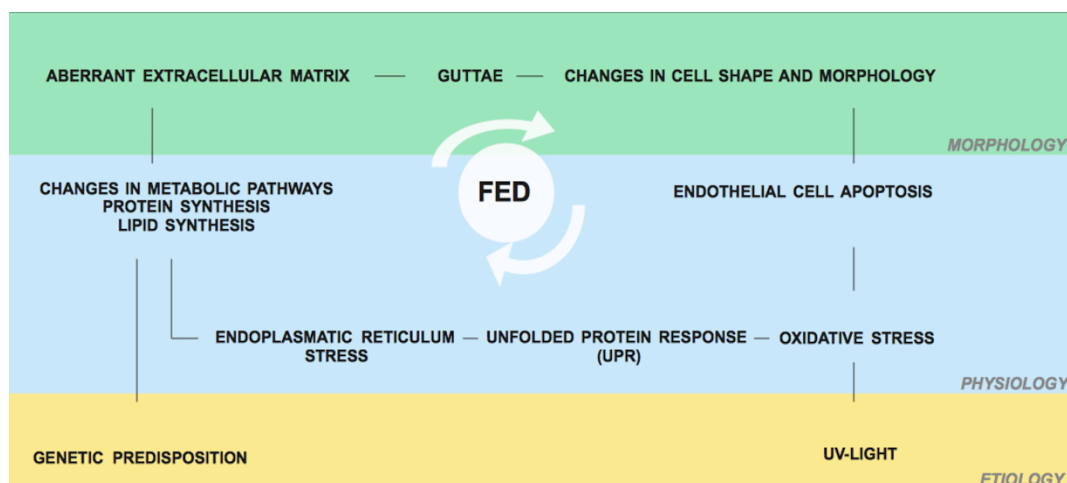 ABERRANT EXTRACELLULAR MATRIX
GUTTAE
CHANGES IN CELL SHAPE AND MORPHOLOGY
MORPHOLOGY
CHANGES IN METABOLIC PATHWAYS
PROTEIN SYNTHESIS
LIPID SYNTHESIS
FED
ENDOTHELIAL CELL APOPTOSIS
ENDOPLASMATIC RETICULUM
STRESS
UNFOLDED PROTEIN RESPONSE
(UPR)
OXIDATIVE STRESS
PHYSIOLOGY
GENETIC PREDISPOSITION
UV-LIGHT
ETIOLOGY